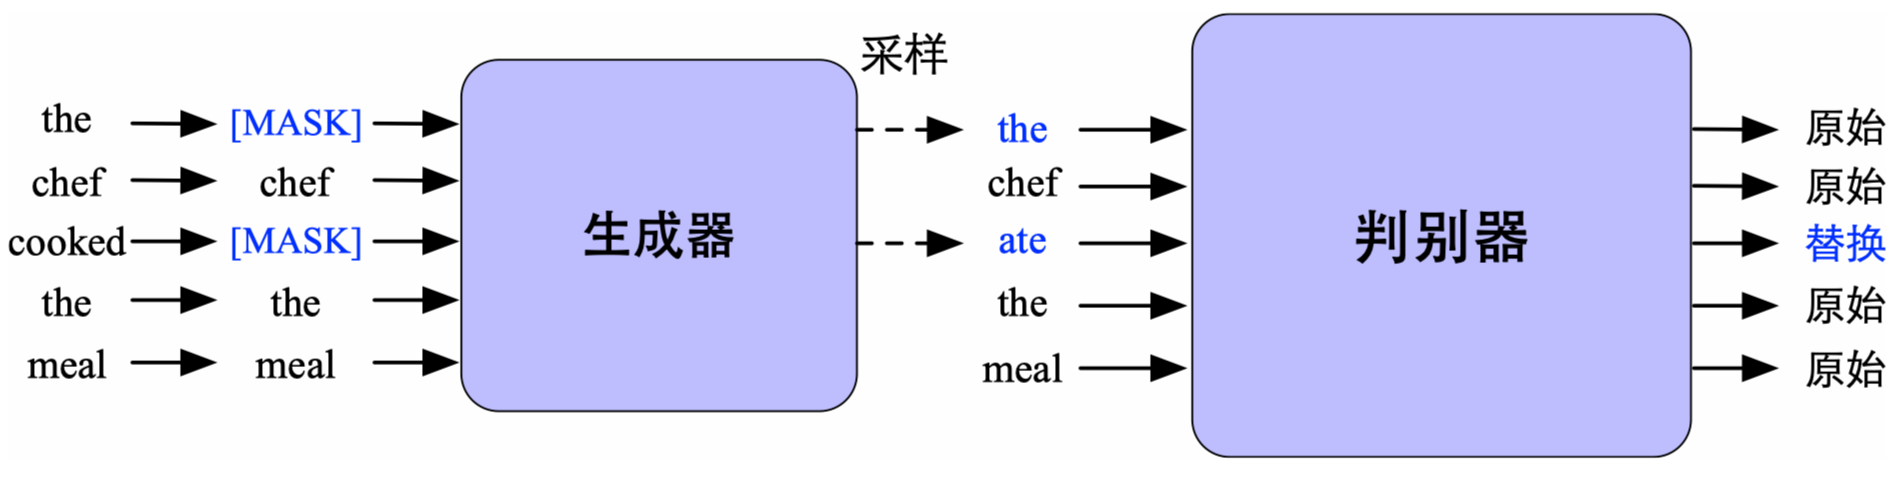 采样
the [MASK] the 原始
chef chef chef 原始
cooked [MASK] 生成器 ate 判别器 替换
the the the 原始
meal meal meal 原始